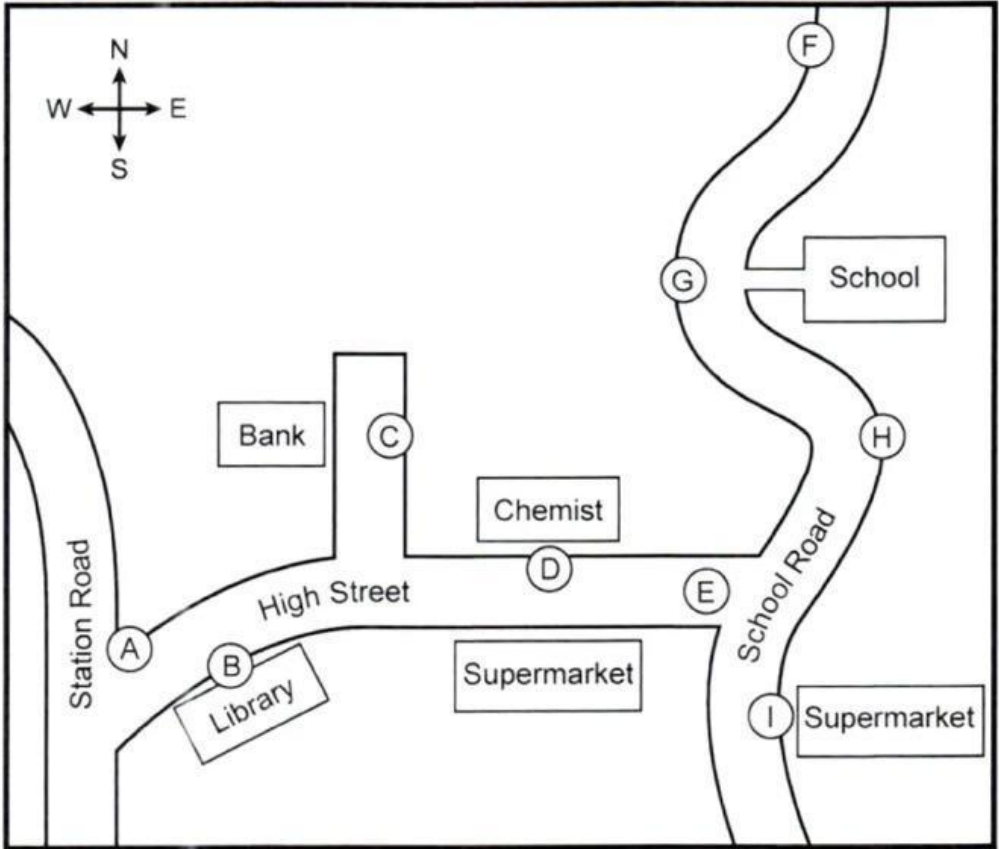 N
W E
S
F
School
G
Bank
C
H
Chemist
D
High Street
E
School Road
Station Road
A
B
Library
Supermarket
I
Supermarket